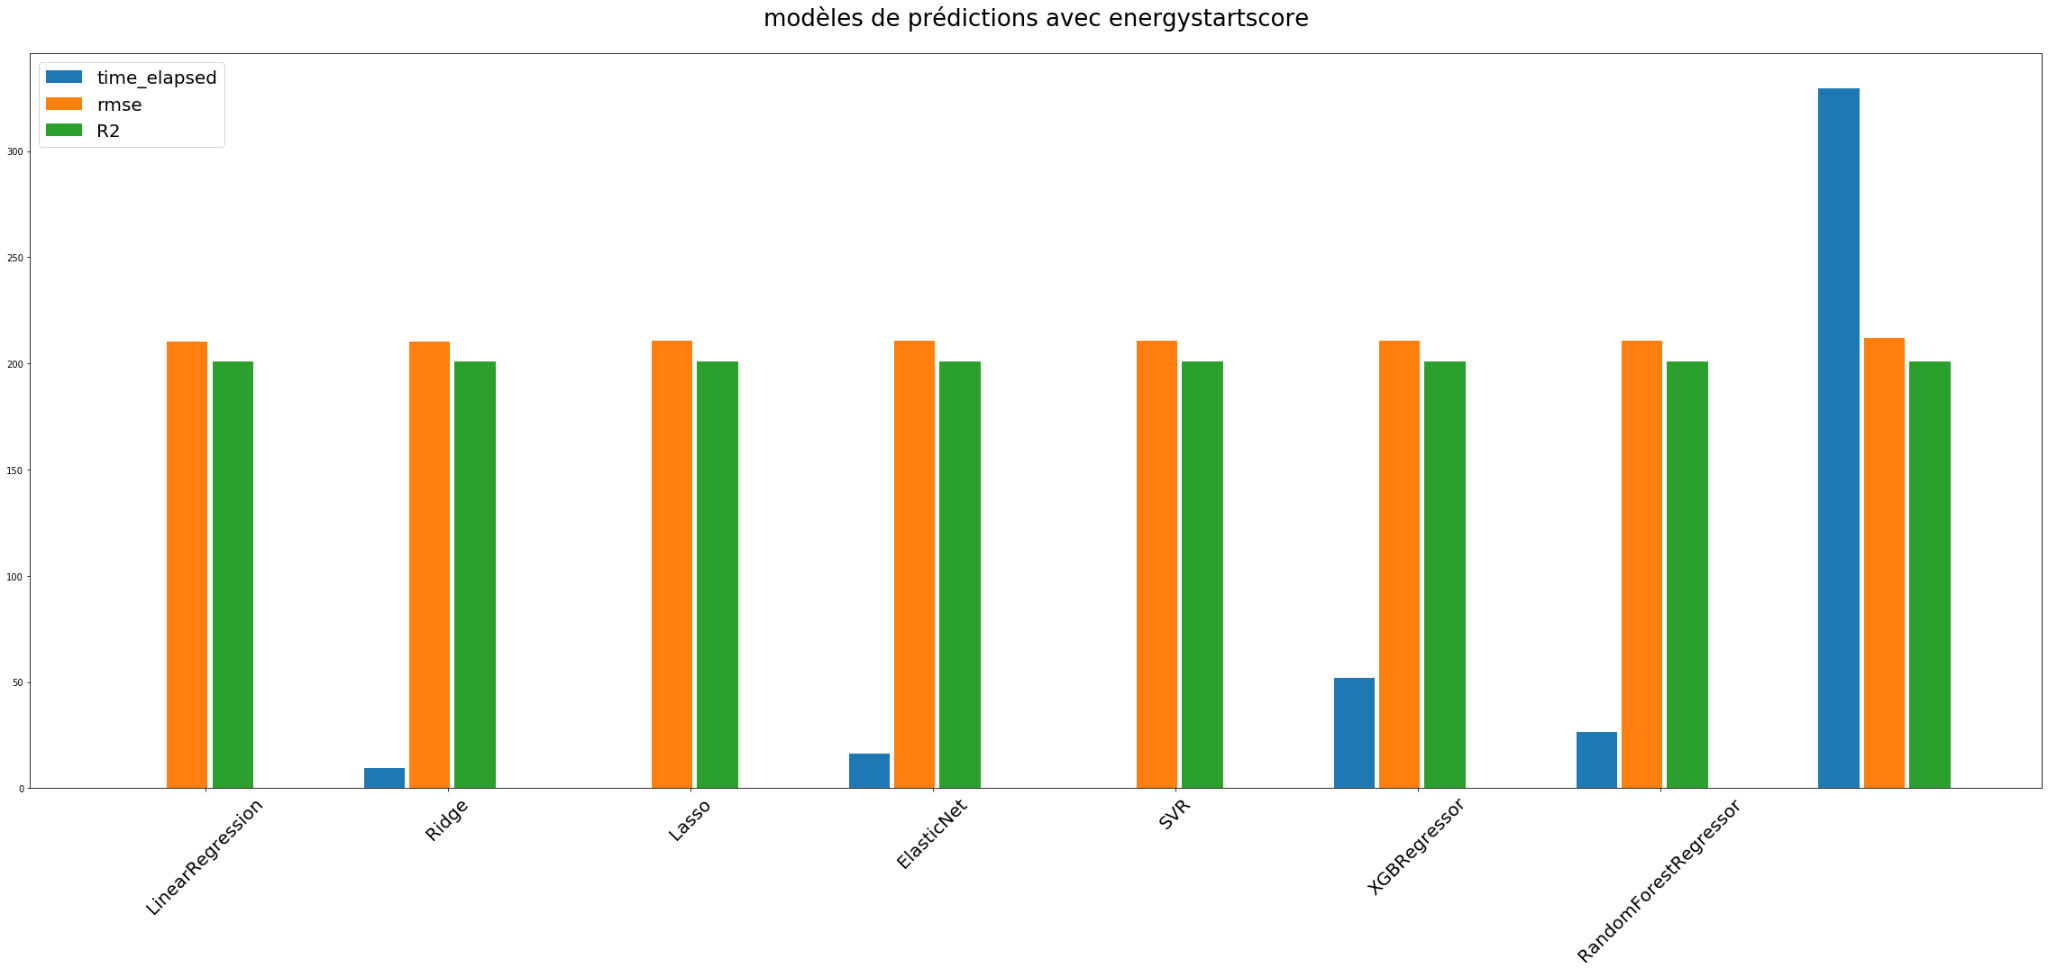 modèles de prédictions avec energystartscore
time_elapsed
rmse
R2
300
250
200
150
100
50
0
LinearRegression
Ridge
Lasso
ElasticNet
SVR
XGBRegressor
RandomForestRegressor